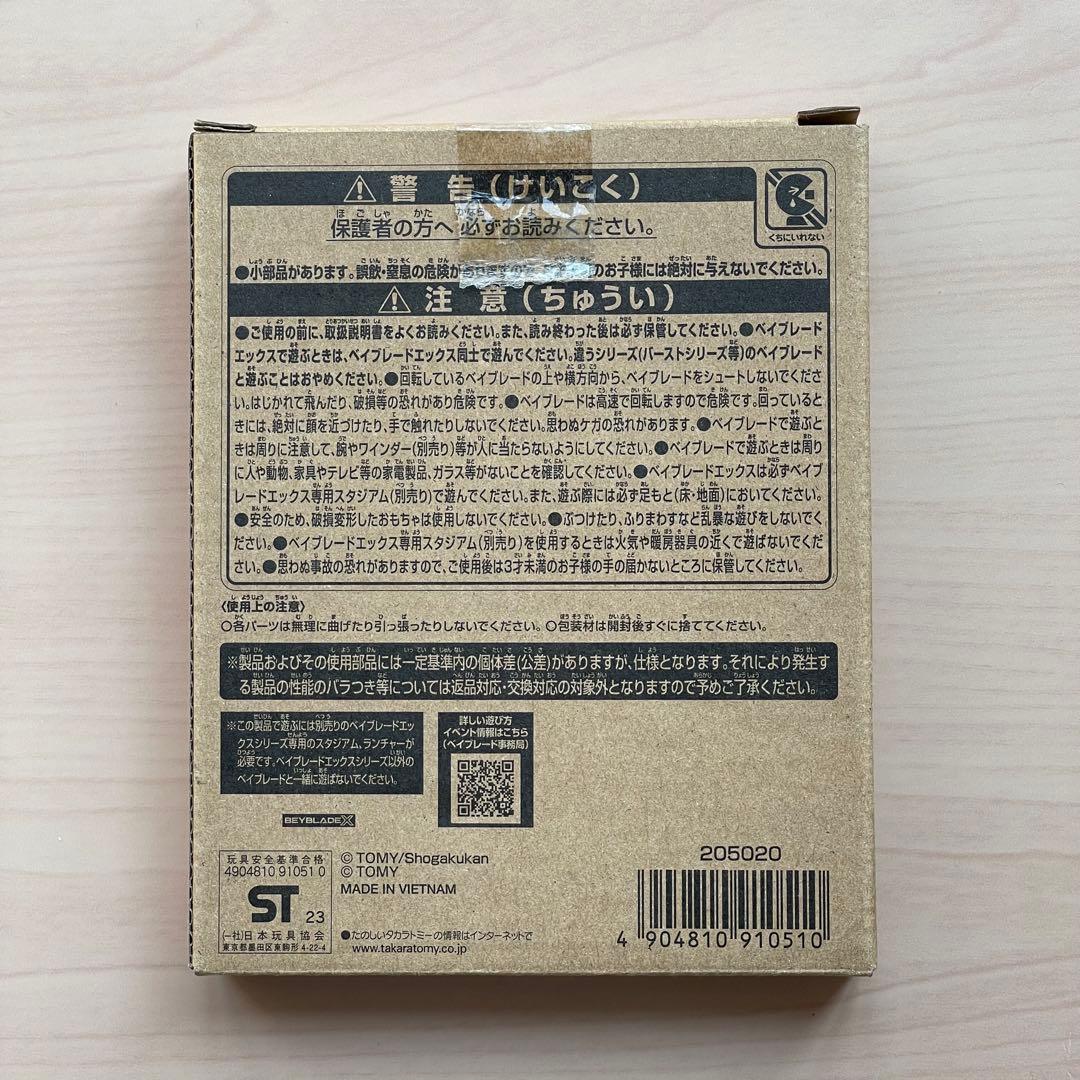 ⚠ 警告(けいこく)
保護者の方へ 必ずお読みください。
くちにいれない
●小部品があります。誤飲・窒息の危険が のお子様には絶対に与えないでください。
⚠ 注意(ちゅうい)
●ご使用の前に、取扱説明書をよくお読みください。また、読み終わった後は必ず保管してください。●ベイブレード
エックスで遊ぶときは、ベイブレードエックス同士で遊んでください。違うシリーズ(バーストシリーズ等)のベイブレード
と遊ぶことはおやめください。●回転しているベイブレードの上や横方向から、ベイブレードをシュートしないでくださ
い。はじかれて飛んだり、破損等の恐れがあり危険です。●ベイブレードは高速で回転しますので危険です。回っていると
きには、絶対に顔を近づけたり、手で触れたりしないでください。思わぬケガの恐れがあります。●ベイブレードで遊ぶと
きは周りに注意して、腕やワインダー(別売り)等が人に当たらないようにしてください。●ベイブレードで遊ぶときは周り
に人や動物、家具やテレビ等の家電製品、ガラス等がないことを確認してください。●ベイブレードエックスは必ずベイブ
レードエックス専用スタジアム(別売り)で遊んでください。また、遊ぶ際には必ず足もと(床・地面)においてください。
●安全のため、破損変形したおもちゃは使用しないでください。●ぶつけたり、ふりまわすなど乱暴な遊びをしないでくだ
さい。●ベイブレードエックス専用スタジアム(別売り)を使用するときは火気や暖房器具の近くで遊ばないでくださ
い。●思わぬ事故の恐れがありますので、ご使用後は3才未満のお子様の手の届かないところに保管してください。
〈使用上の注意〉
○各パーツは無理に曲げたり引っ張ったりしないでください。○包装材は開封後すぐに捨ててください。
※製品およびその使用部品には一定基準内の個体差(公差)がありますが、仕様となります。それにより発生す
る製品の性能のバラつき等については返品対応・交換対応の対象外となりますので予めご了承ください。
※この製品で遊ぶには別売りのベイブレードエッ
クスシリーズ専用のスタジアム、ランチャーが
必要です。ベイブレードエックスシリーズ以外の
ベイブレードと一緒に遊ばないでください。
詳しい遊び方
イベント情報はこちら
(ベイブレード事務局)
BEYBLADE X
玩具安全基準合格
4904810 91051 0
ST 23
(一社)日本玩具協会
東京都墨田区東駒形 4-22-4
© TOMY/Shogakukan
© TOMY
MADE IN VIETNAM
●たのしいタカラトミーの情報はインターネットで
www.takaratomy.co.jp
205020
4 904810 910510